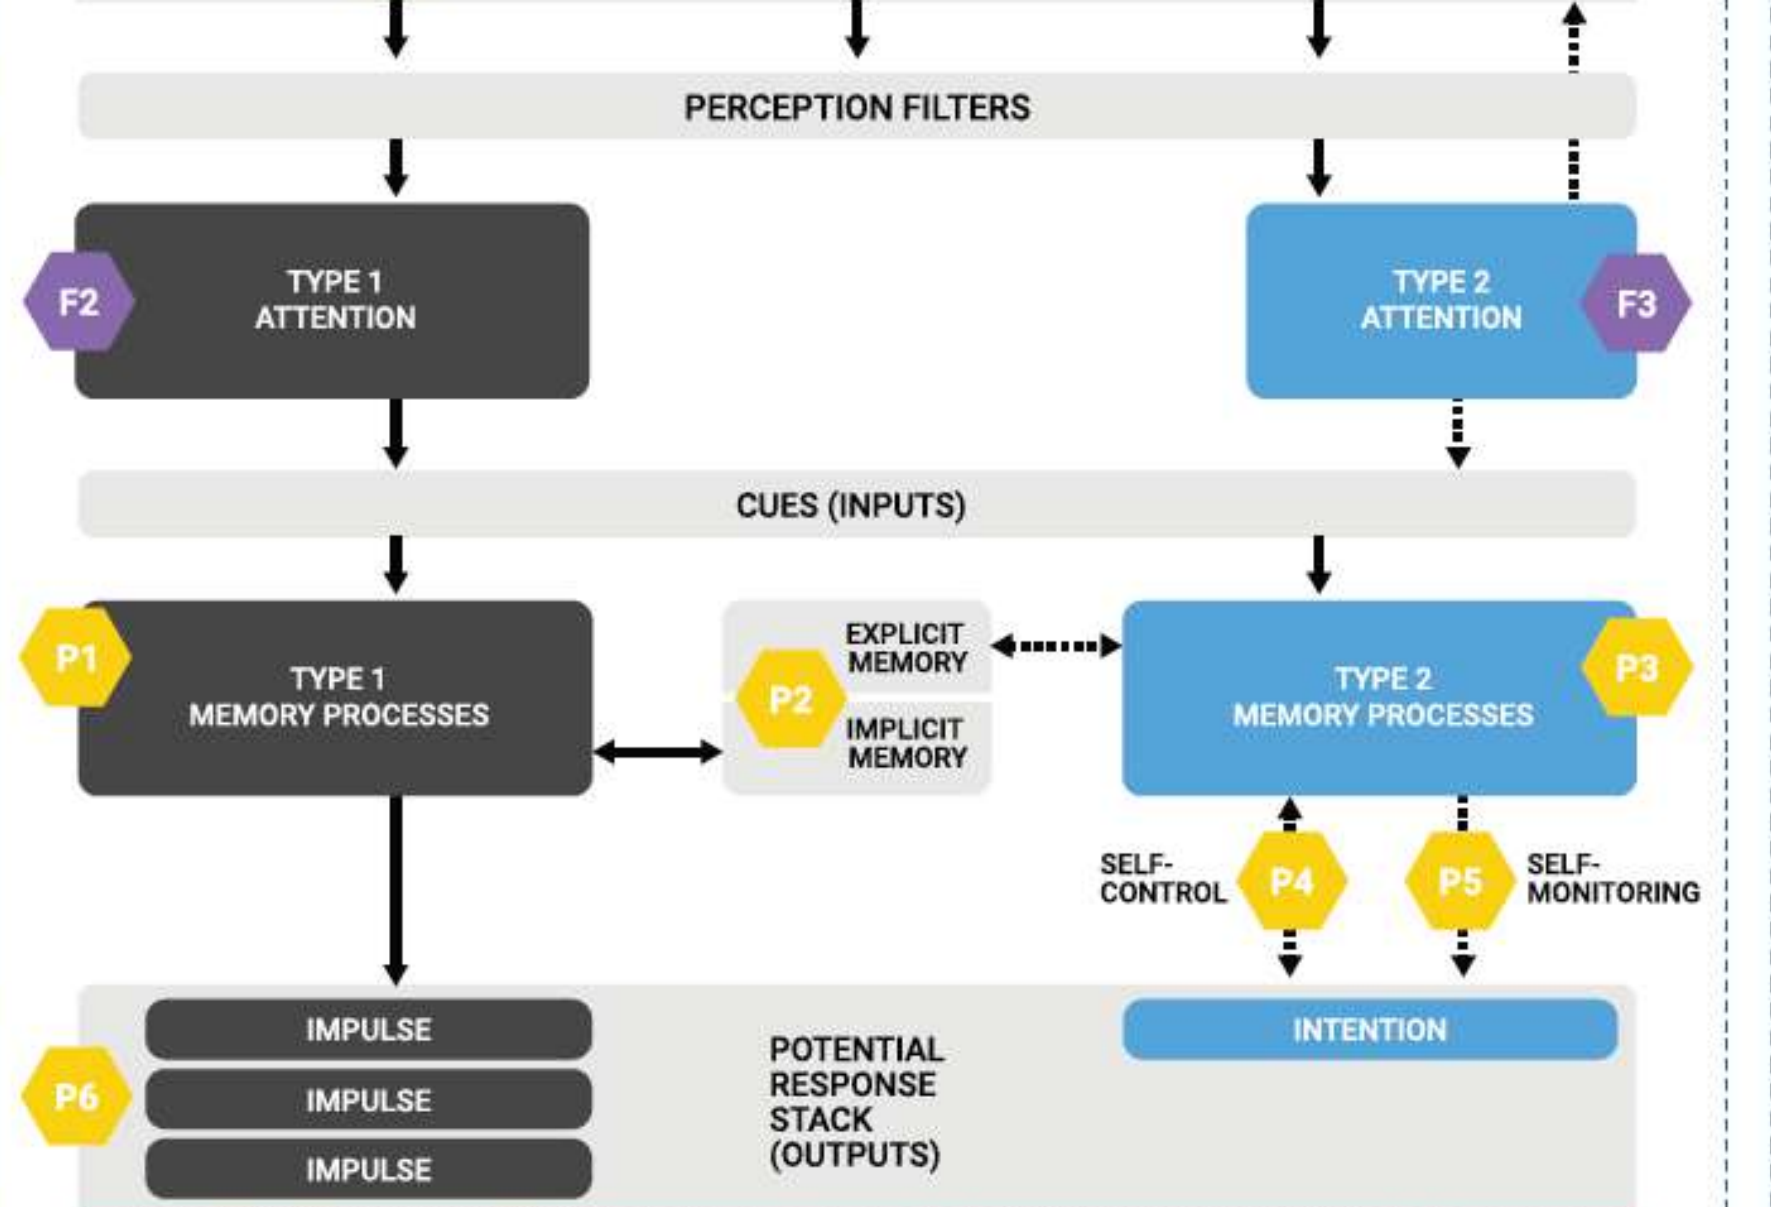 PERCEPTION FILTERS
F2
TYPE 1
ATTENTION
TYPE 2
ATTENTION
F3
CUES (INPUTS)
P1
TYPE 1
MEMORY PROCESSES
P2
EXPLICIT
MEMORY
IMPLICIT
MEMORY
TYPE 2
MEMORY PROCESSES
P3
SELF-
CONTROL
P4
P5
SELF-
MONITORING
P6
IMPULSE
IMPULSE
IMPULSE
POTENTIAL
RESPONSE
STACK
(OUTPUTS)
INTENTION